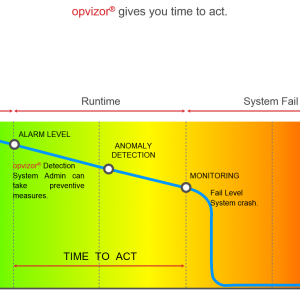 opvizor® gives you time to act.
Runtime
System Fail
ALARM LEVEL
opvizor® Detection
System Admin can
take preventive
measures.
ANOMALY
DETECTION
MONITORING
Fail Level
System crash.
TIME TO ACT